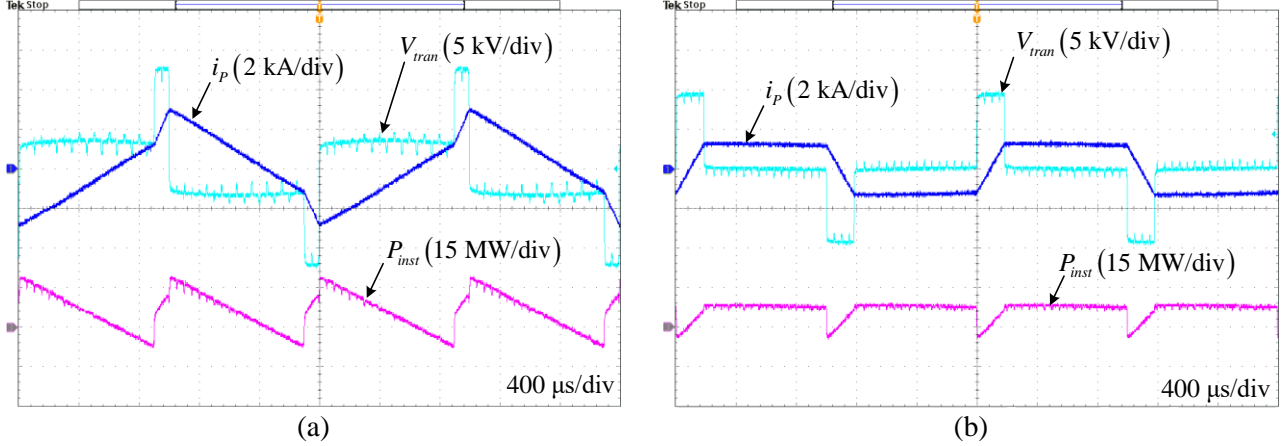 Tek Stop
T
V_tran (5 kV/div)
i_P (2 kA/div)
P_inst (15 MW/div)
400 μs/div
(a)
Tek Stop
T
V_tran (5 kV/div)
i_P (2 kA/div)
P_inst (15 MW/div)
400 μs/div
(b)